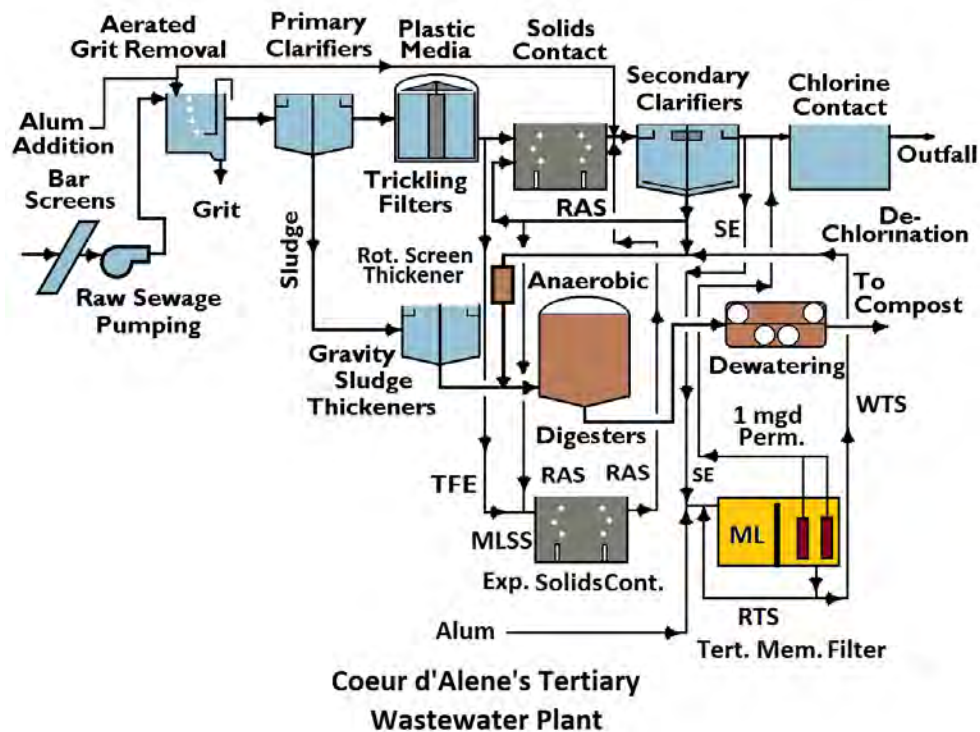 Aerated
Grit Removal
Primary
Clarifiers
Plastic
Media
Solids
Contact
Secondary
Clarifiers
Chlorine
Contact
Alum
Addition
Outfall
Bar
Screens
Grit
Trickling
Filters
RAS
SE
De-
Chlorination
Sludge
Rot. Screen
Thickener
Anaerobic
To
Compost
Raw Sewage
Pumping
Gravity
Sludge
Thickeners
Dewatering
Digesters
1 mgd
Perm.
WTS
TFE
RAS
RAS
SE
MLSS
ML
Exp. SolidsCont.
RTS
Alum
Tert. Mem. Filter
Coeur d'Alene's Tertiary
Wastewater Plant